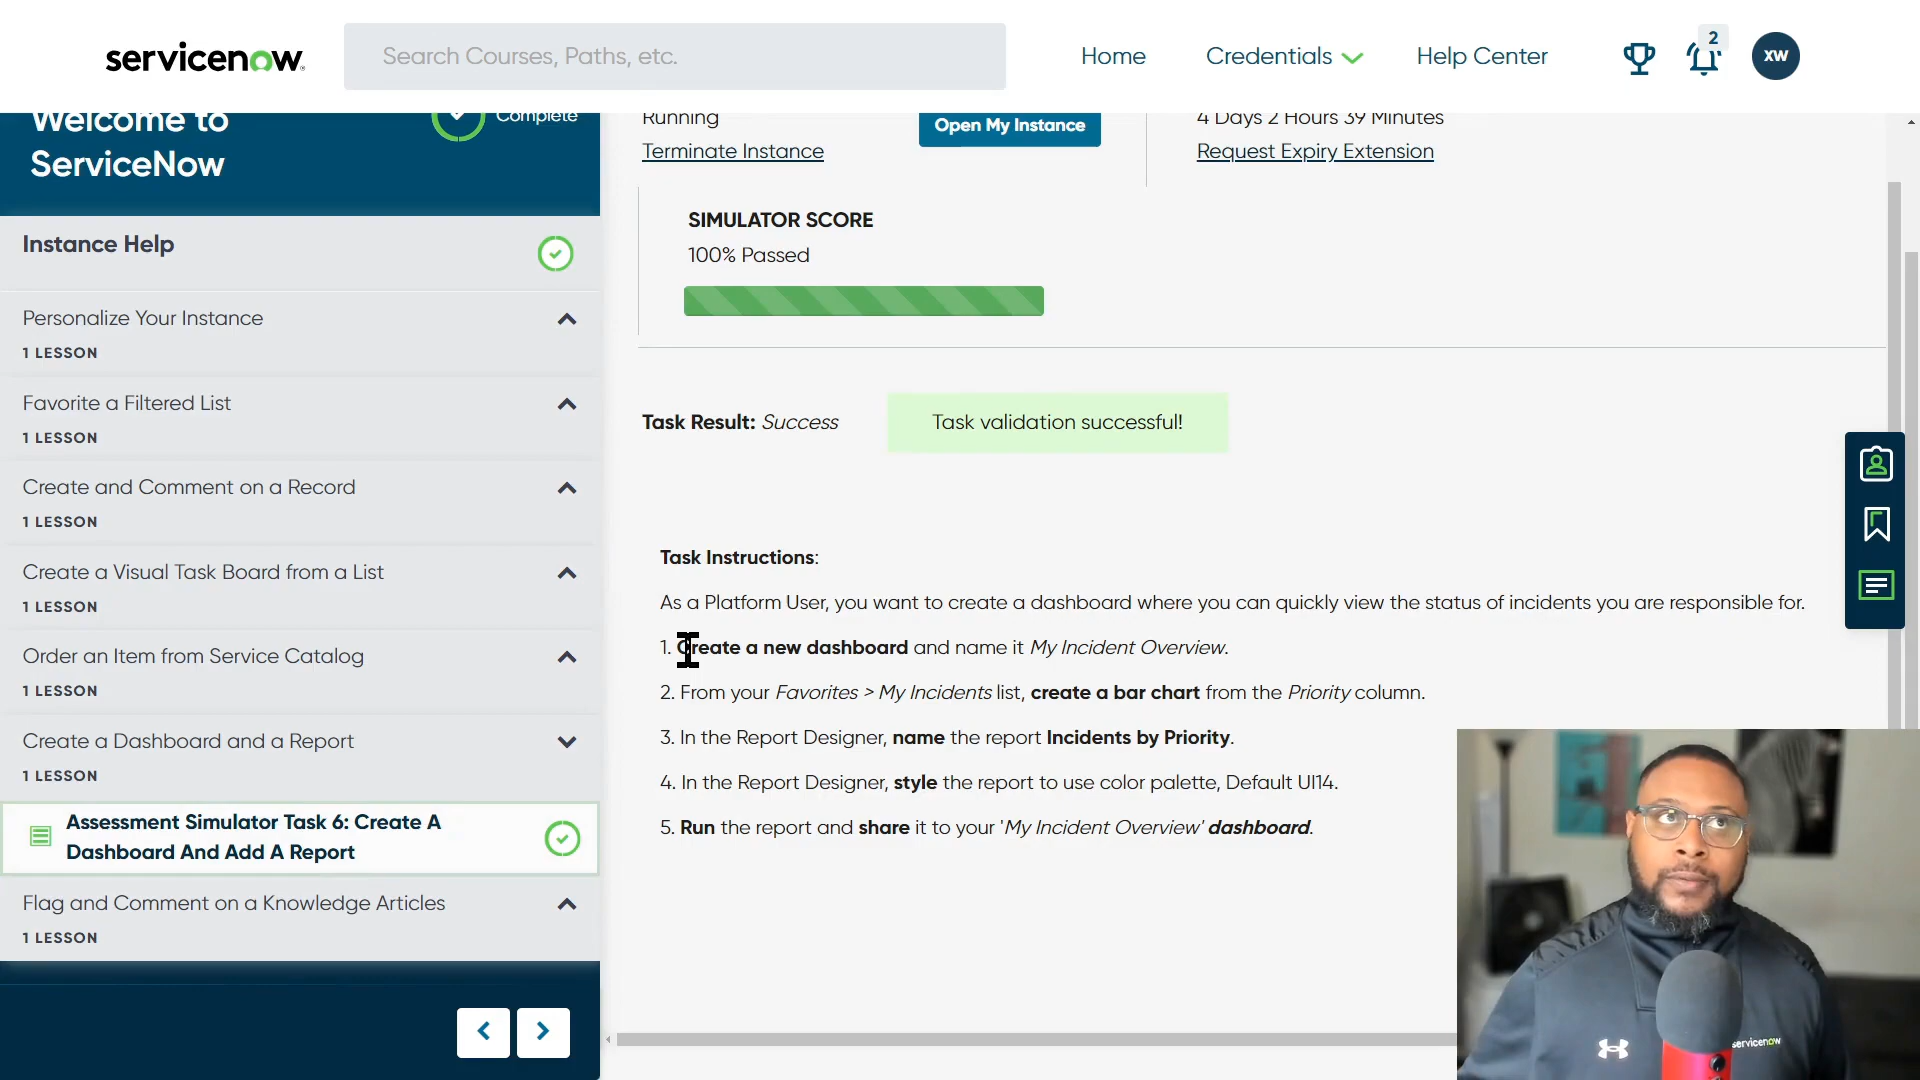 servicenow
Search Courses, Paths, etc.
Home
Credentials
Help Center
2
XW
Welcome to
ServiceNow
Complete
Instance Help
Personalize Your Instance
1 LESSON
Favorite a Filtered List
1 LESSON
Create and Comment on a Record
1 LESSON
Create a Visual Task Board from a List
1 LESSON
Order an Item from Service Catalog
1 LESSON
Create a Dashboard and a Report
1 LESSON
Assessment Simulator Task 6: Create A
Dashboard And Add A Report
Flag and Comment on a Knowledge Articles
1 LESSON
Running
Terminate Instance
Open My Instance
4 Days 2 Hours 39 Minutes
Request Expiry Extension
SIMULATOR SCORE
100% Passed
Task Result: Success
Task validation successful!
Task Instructions:
As a Platform User, you want to create a dashboard where you can quickly view the status of incidents you are responsible for.
1. Create a new dashboard and name it My Incident Overview.
2. From your Favorites > My Incidents list, create a bar chart from the Priority column.
3. In the Report Designer, name the report Incidents by Priority.
4. In the Report Designer, style the report to use color palette, Default UI14.
5. Run the report and share it to your 'My Incident Overview' dashboard.
servicenow